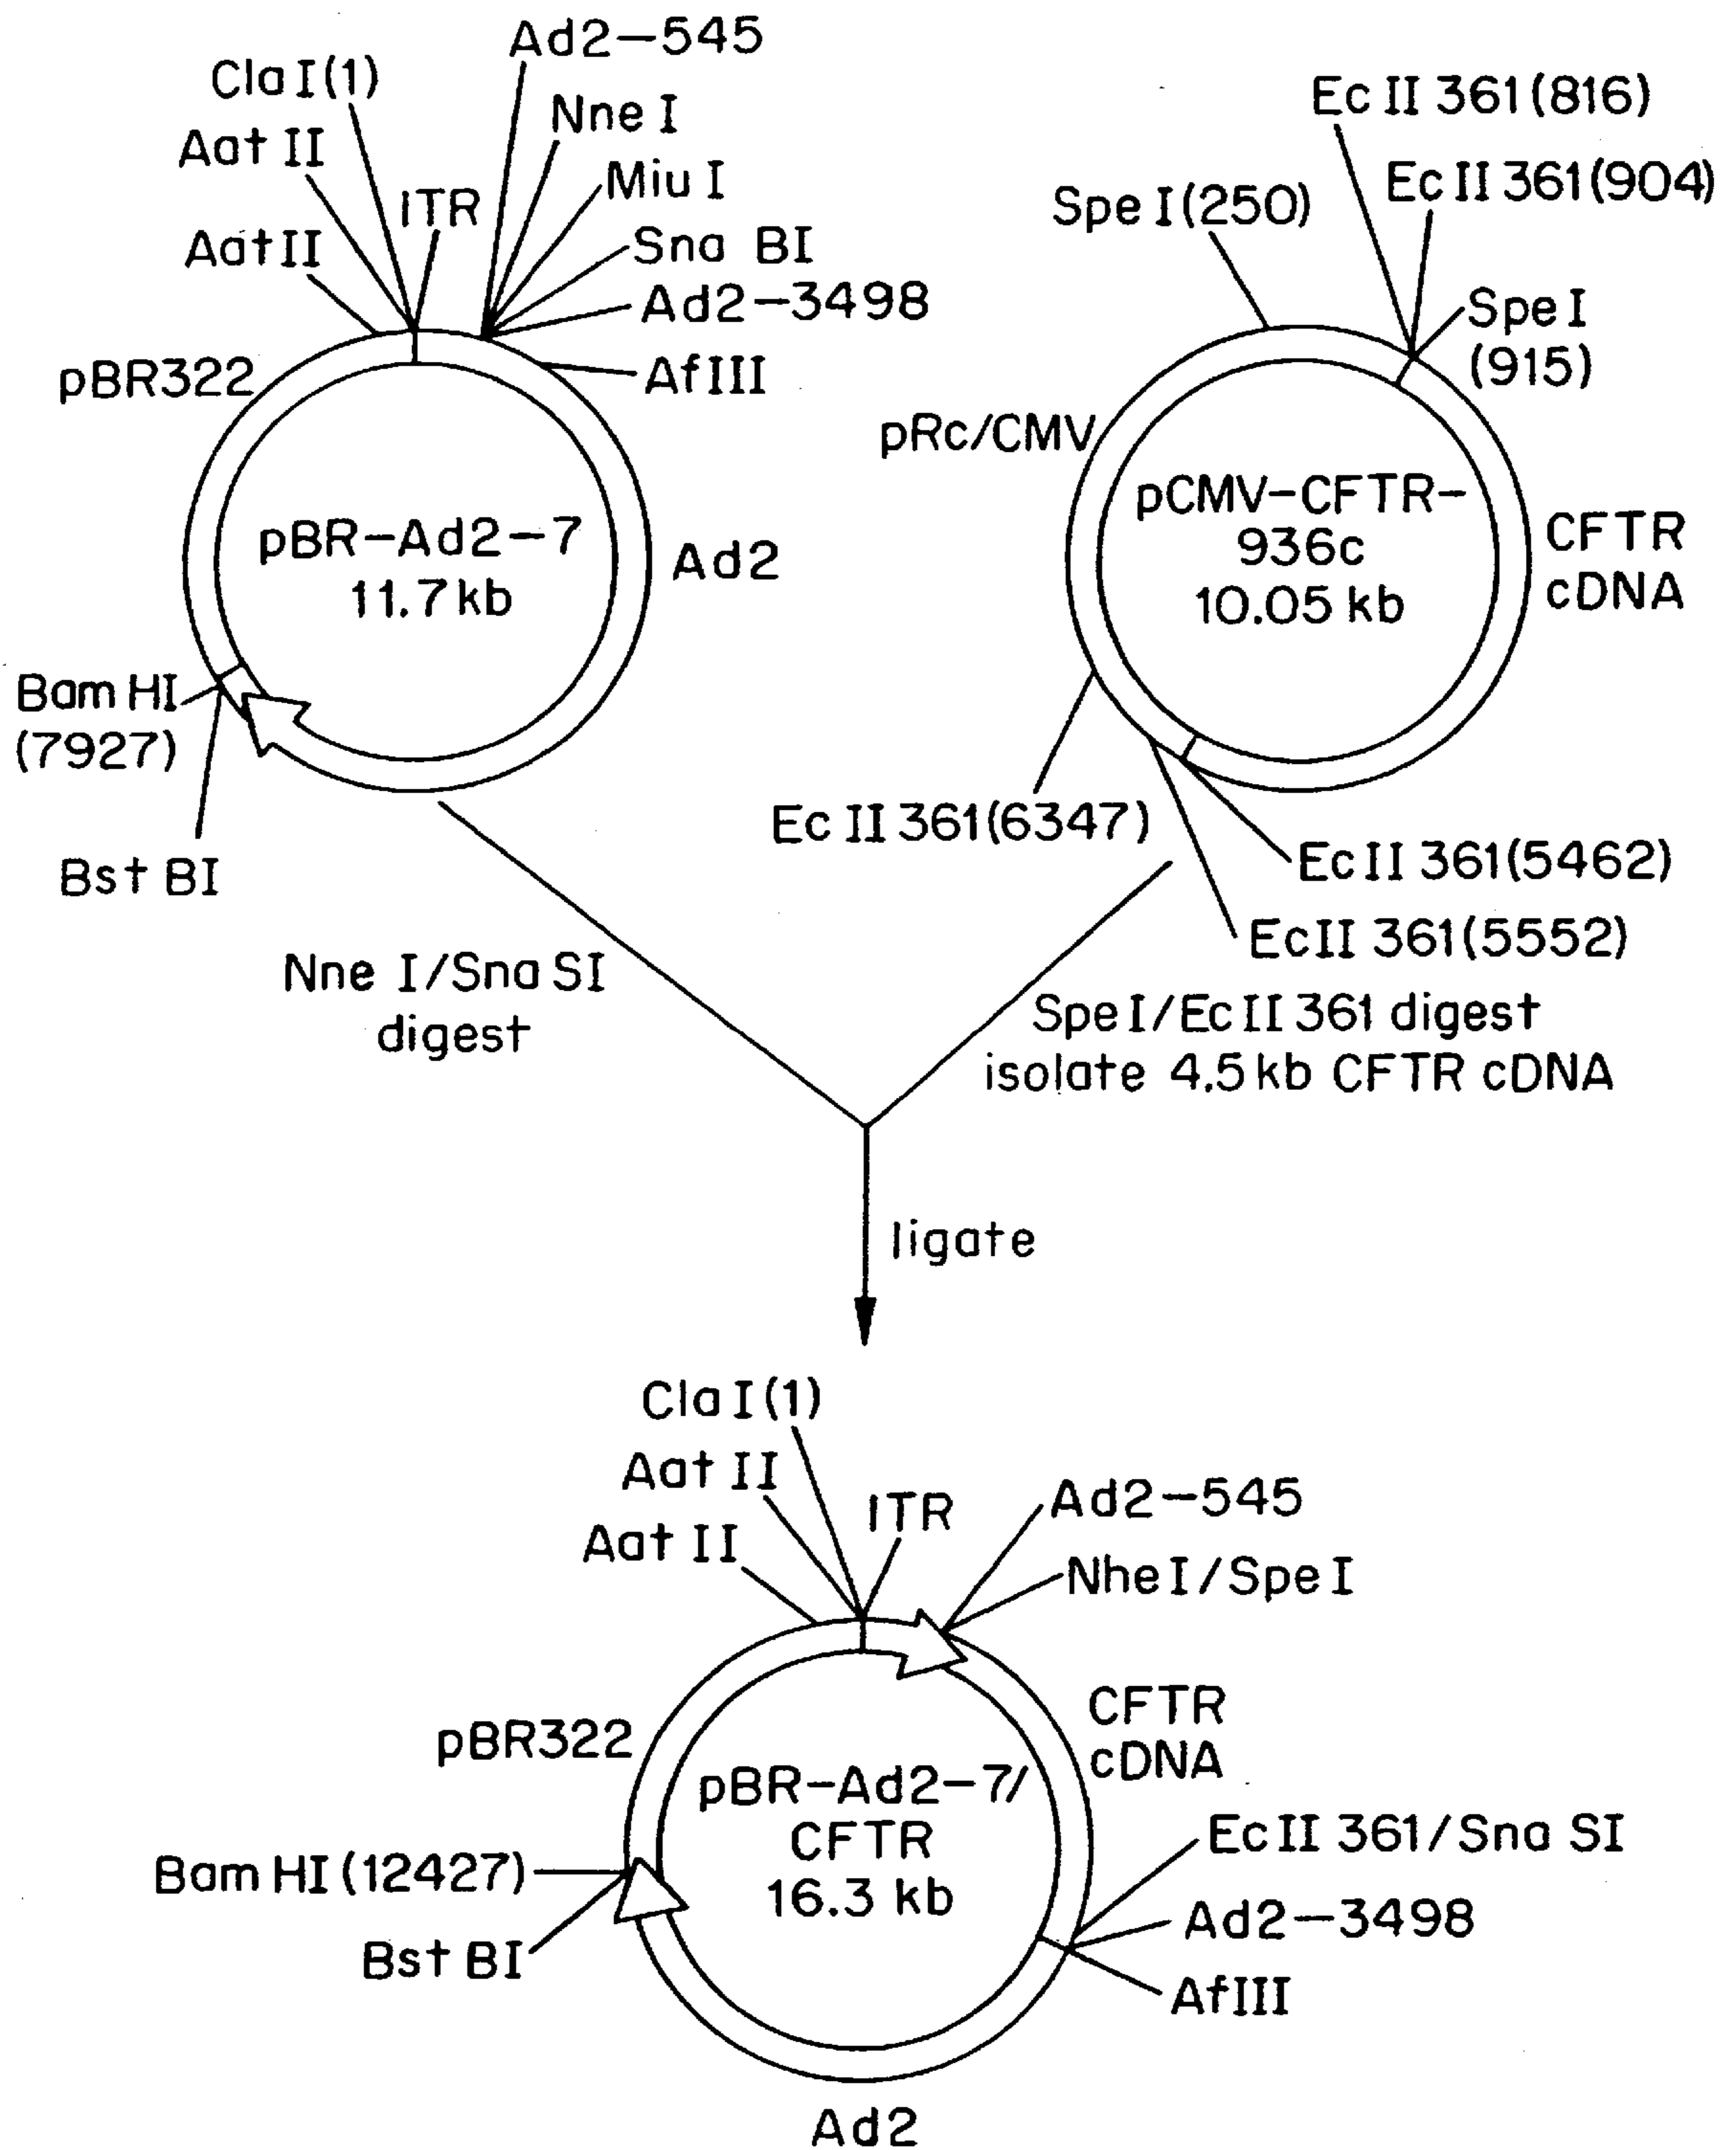 Ad2-545
Cla I (1)
Nne I
Aat II
Miu I
ITR
Aat II
Sna BI
Ad2-3498
pBR322
Af III
pBR-Ad2-7
11.7 kb
Ad2
Bam HI
(7927)
Bst BI
Ec II 361 (816)
Ec II 361 (904)
Spe I (250)
Spe I
(915)
pRc/CMV
pCMV-CFTR-
936c
10.05 kb
CFTR
cDNA
Ec II 361 (6347)
Ec II 361 (5462)
Ec II 361 (5552)
Nne I/Sna SI
digest
Spe I/Ec II 361 digest
isolate 4.5 kb CFTR cDNA
ligate
Cla I (1)
Aat II
ITR
Ad2-545
Aat II
Nhe I/Spe I
CFTR
cDNA
pBR322
pBR-Ad2-7/
CFTR
16.3 kb
Ec II 361/Sna SI
Bam HI (12427)
Ad2-3498
Bst BI
Af III
Ad2